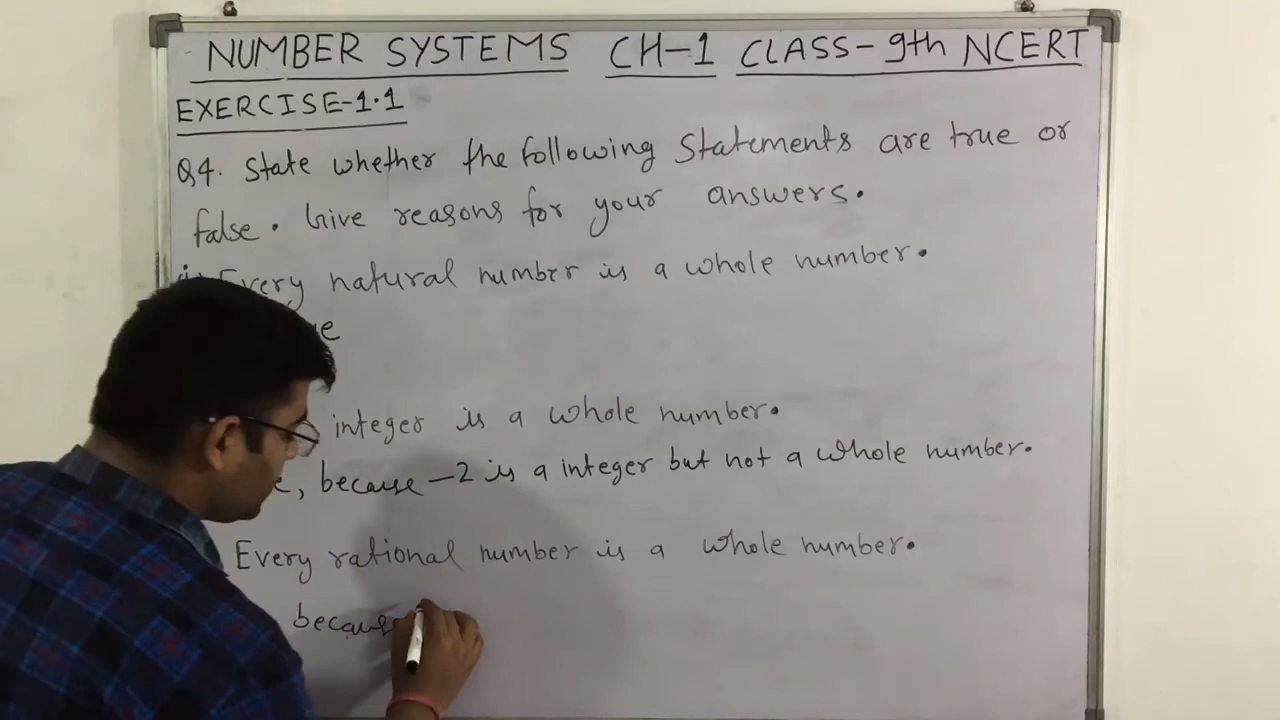 NUMBER SYSTEMS CH-1 CLASS-9th NCERT
EXERCISE-1.1
Q4. State whether the following Statements are true or
false. Give reasons for your answers.
Every natural number is a whole number.
integer is a whole number.
, because -2 is a integer but not a whole number.
Every rational number is a whole number.
because